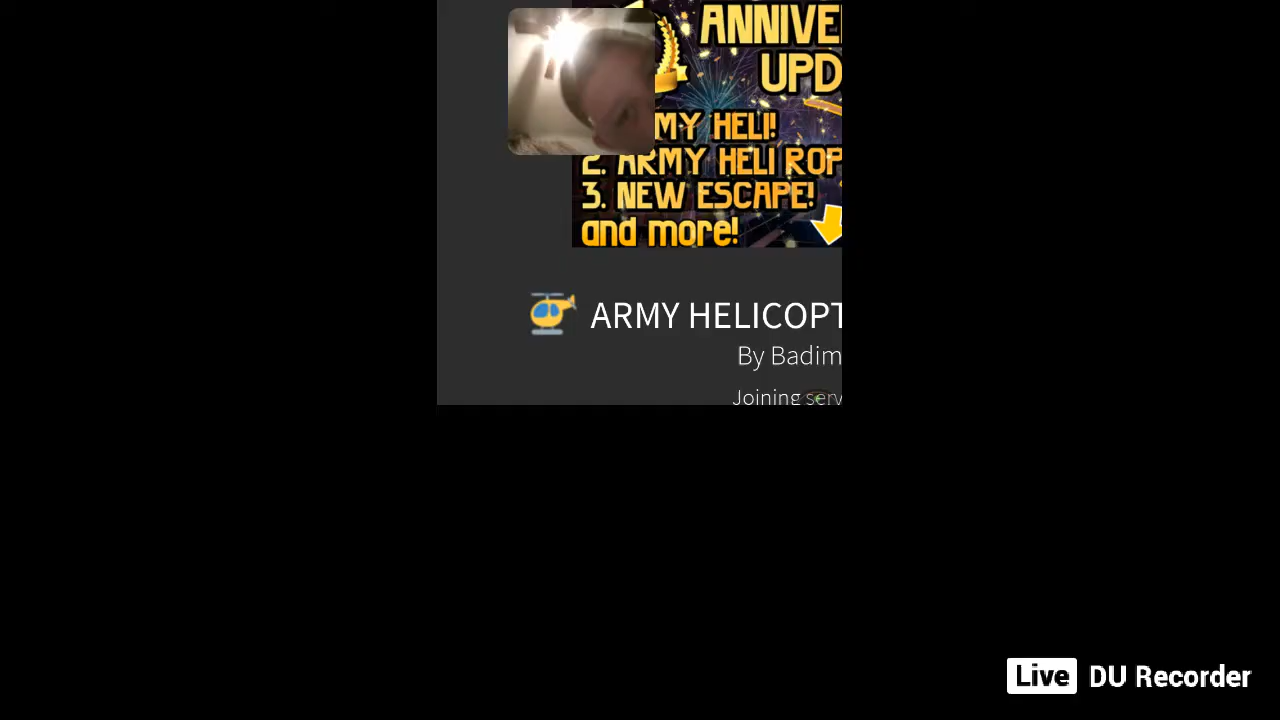 ANNIVE
UPD
MY HELI!
2. ARMY HELI ROP
3. NEW ESCAPE!
and more!
ARMY HELICOPT
By Badim
Joining serv
Live DU Recorder